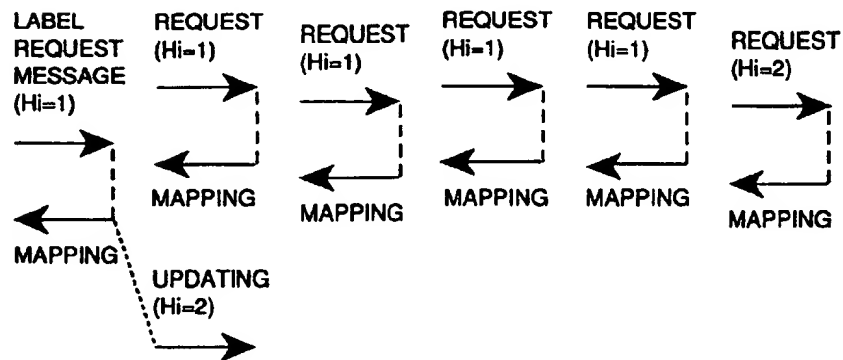 LABEL
REQUEST
MESSAGE
(Hi=1)
MAPPING
REQUEST
(Hi=1)
MAPPING
UPDATING
(Hi=2)
REQUEST
(Hi=1)
MAPPING
REQUEST
(Hi=1)
MAPPING
REQUEST
(Hi=1)
MAPPING
REQUEST
(Hi=2)
MAPPING